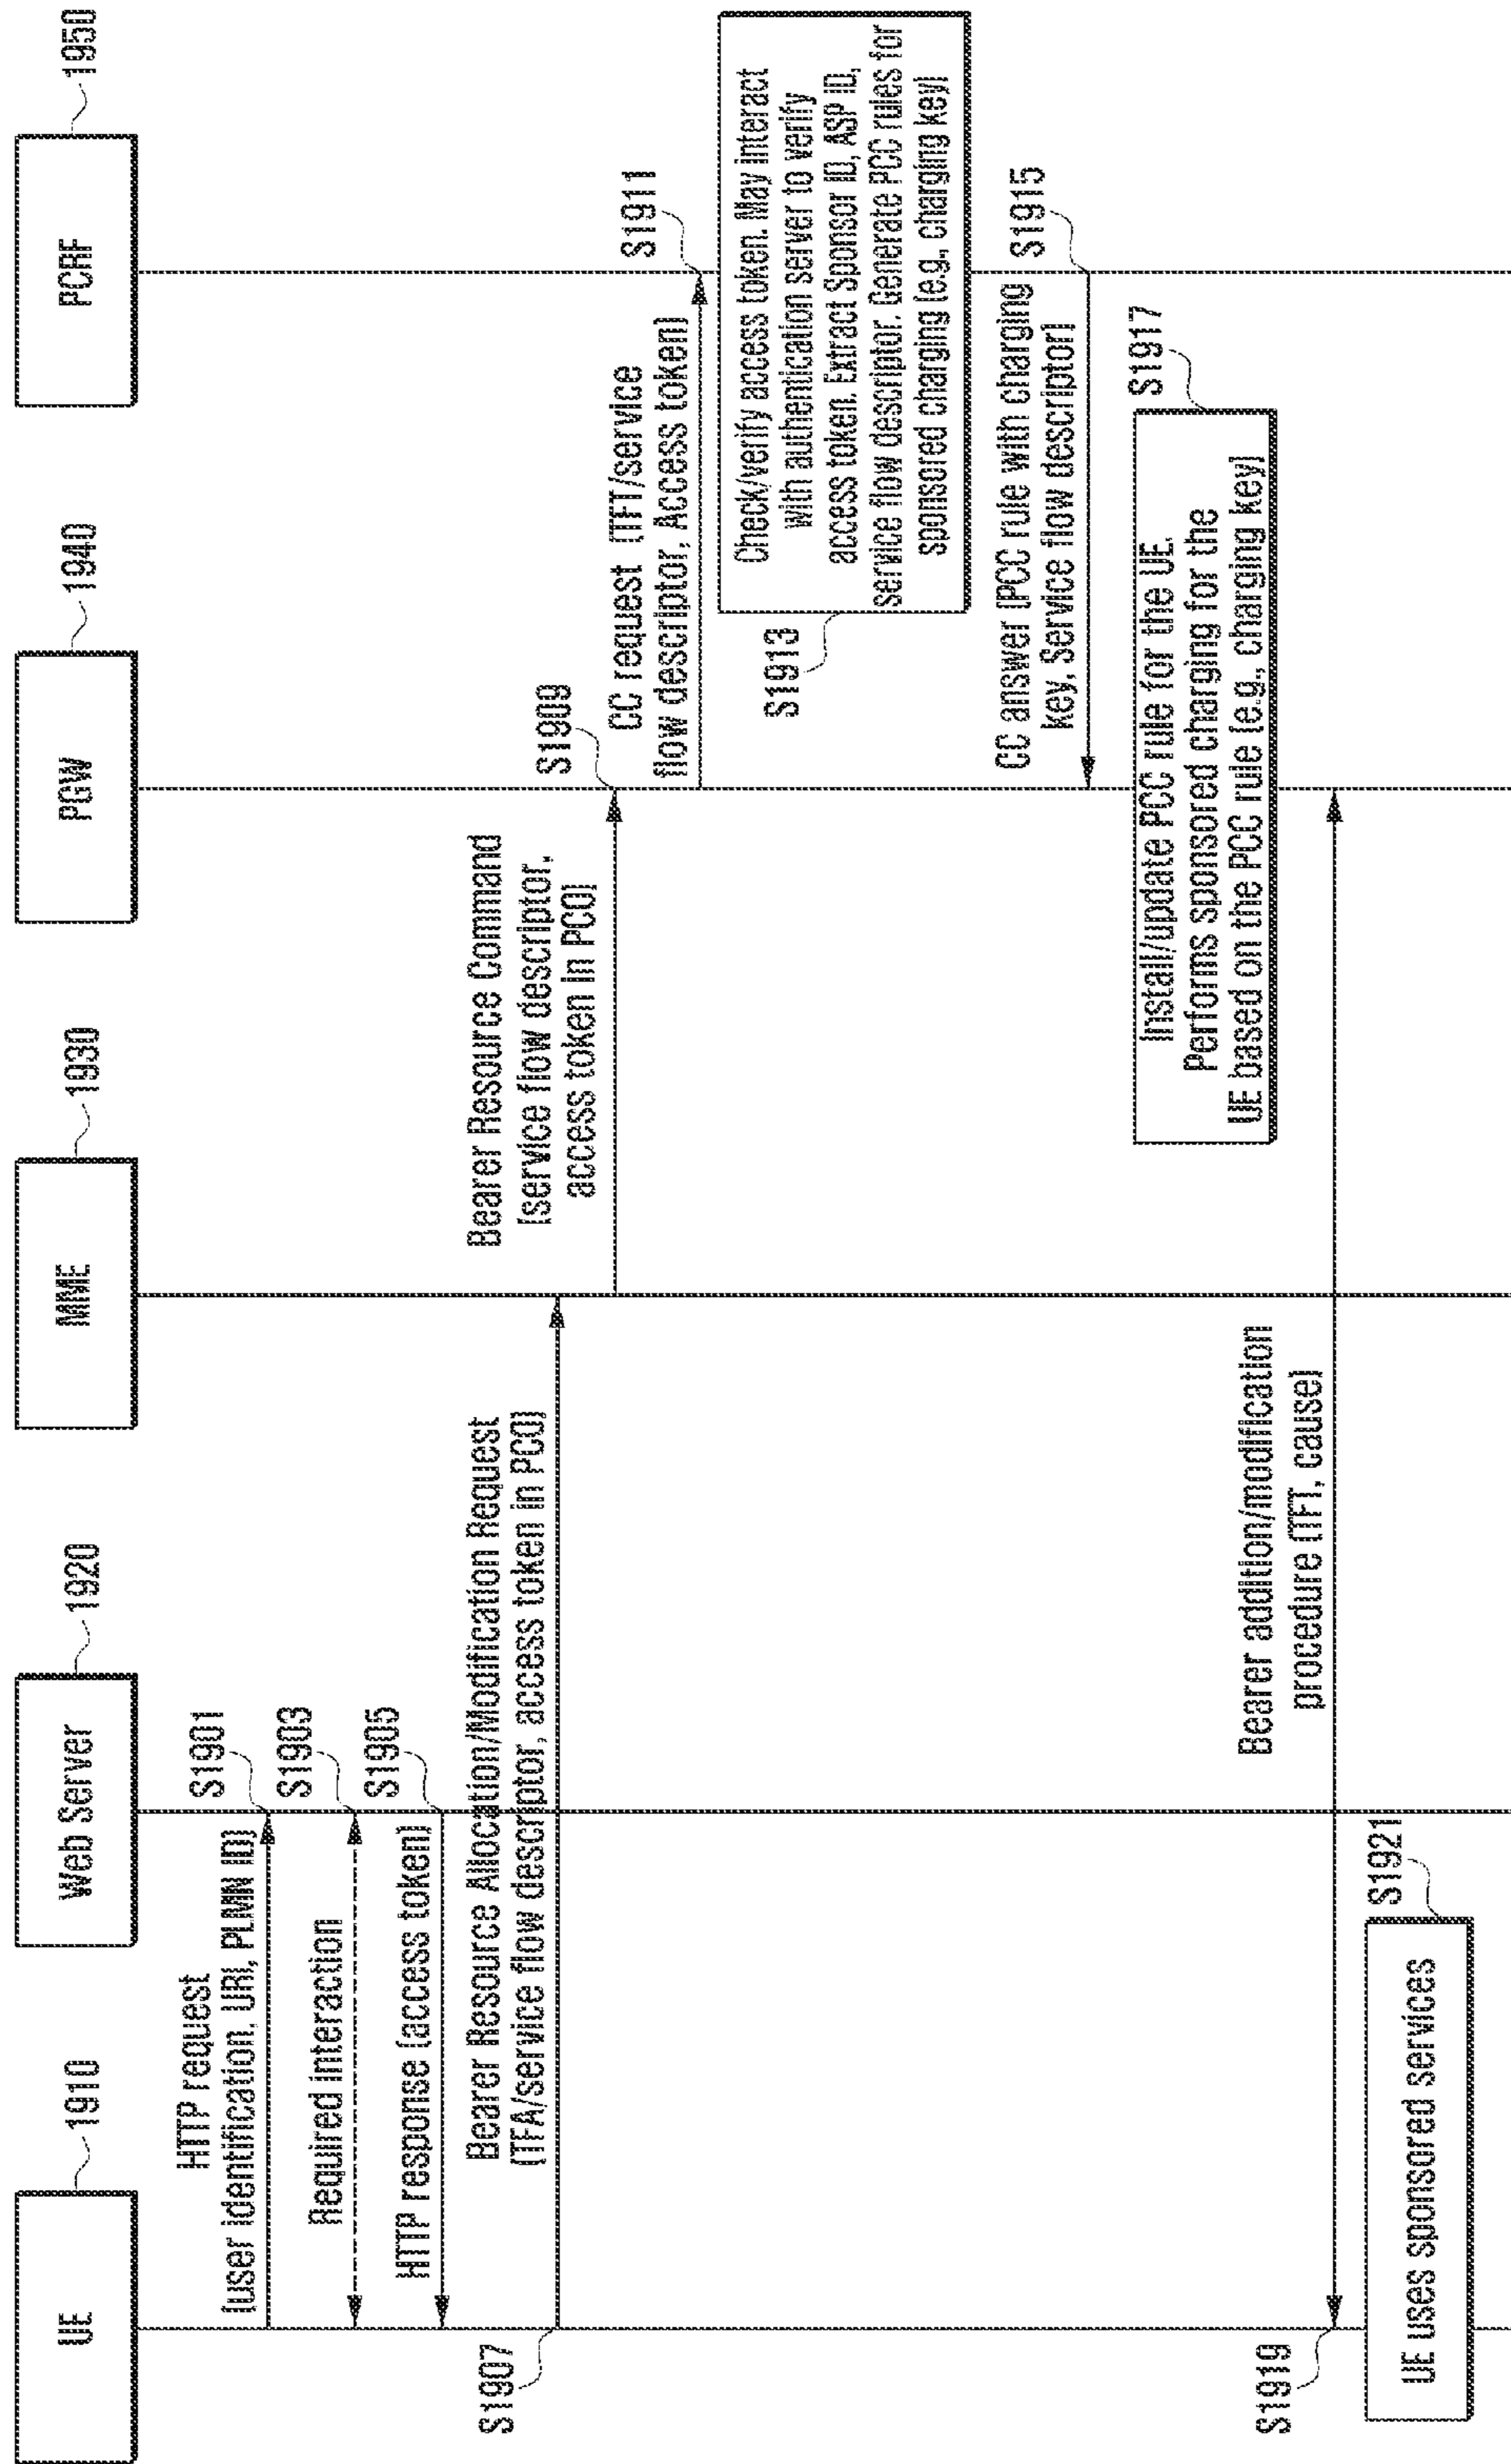 UE
1910
Web Server
1920
MME
1930
PGW
1940
PCRF
1950
HTTP request
(user identification, URI, PLMN ID)
S1901
Required interaction
S1903
HTTP response (access token)
S1905
Bearer Resource Allocation/Modification Request
(TFA/service flow descriptor, access token in PCO)
S1907
Bearer Resource Command
(service flow descriptor,
access token in PCO)
S1909
CC request (TFT/service
flow descriptor, Access token)
S1911
Check/verify access token. May interact
with authentication server to verify
access token. Extract Sponsor ID, ASP ID,
service flow descriptor. Generate PCC rules for
sponsored charging (e.g., charging key)
S1913
CC answer (PCC rule with charging
key, Service flow descriptor)
S1915
Install/update PCC rule for the UE.
Performs sponsored charging for the
UE based on the PCC rule (e.g., charging key)
S1917
Bearer addition/modification
procedure (TFT, cause)
S1919
UE uses sponsored services
S1921